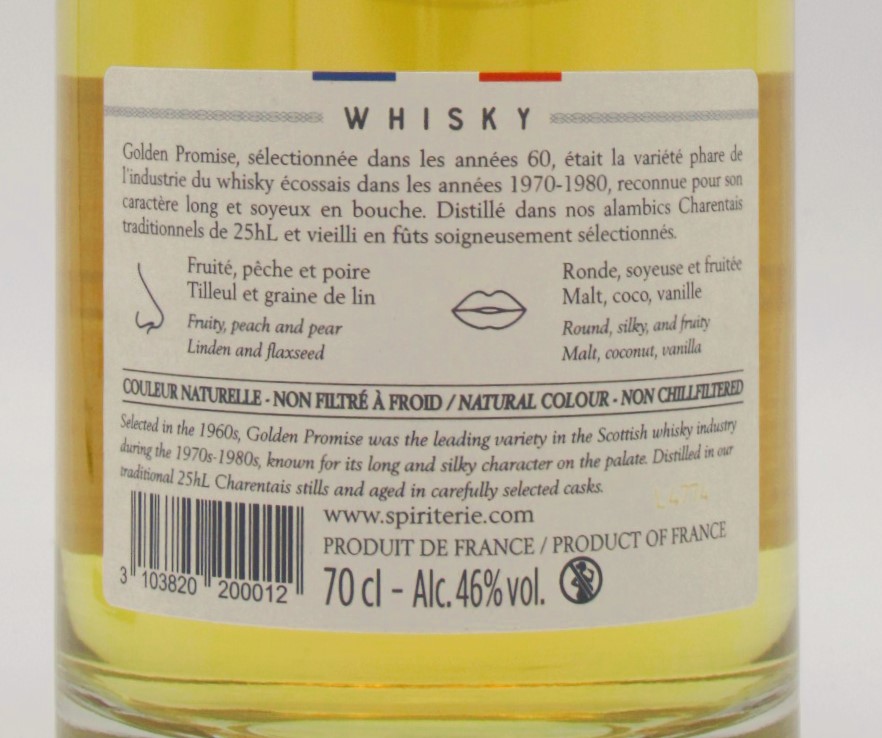 WHISKY
Golden Promise, sélectionnée dans les années 60, était la variété phare de
l'industrie du whisky écossais dans les années 1970-1980, reconnue pour son
caractère long et soyeux en bouche. Distillé dans nos alambics Charentais
traditionnels de 25hL et vieilli en fûts soigneusement sélectionnés.
Fruité, pêche et poire
Tilleul et graine de lin
Fruity, peach and pear
Linden and flaxseed
Ronde, soyeuse et fruitée
Malt, coco, vanille
Round, silky, and fruity
Malt, coconut, vanilla
COULEUR NATURELLE - NON FILTRÉ À FROID / NATURAL COLOUR - NON CHILLFILTERED
Selected in the 1960s, Golden Promise was the leading variety in the Scottish whisky industry
during the 1970s-1980s, known for its long and silky character on the palate. Distilled in our
traditional 25hL Charentais stills and aged in carefully selected casks.
www.spiriterie.com
PRODUIT DE FRANCE / PRODUCT OF FRANCE
3 103820 200012
70 cl - Alc. 46% vol.